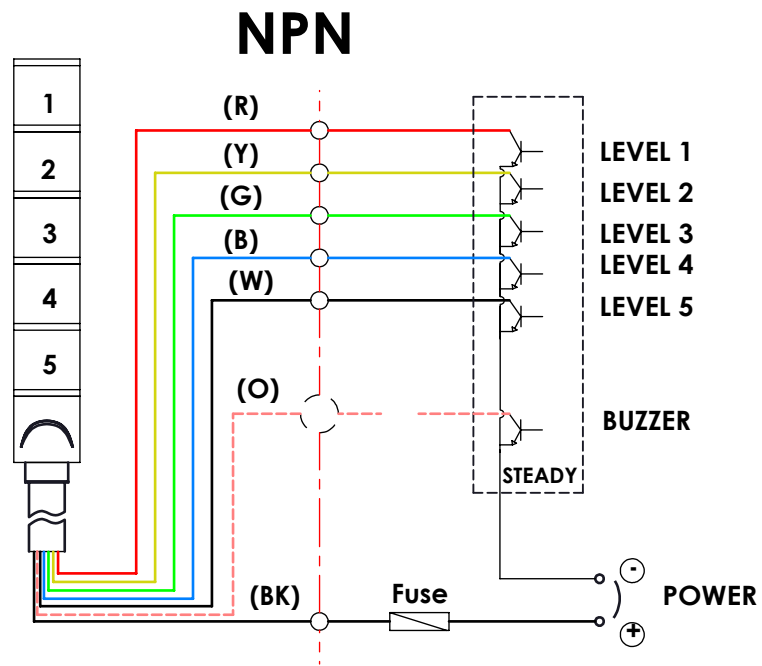 NPN
1
2
3
4
5
(R)
(Y)
(G)
(B)
(W)
(O)
(BK)
Fuse
LEVEL 1
LEVEL 2
LEVEL 3
LEVEL 4
LEVEL 5
BUZZER
STEADY
-
POWER
+